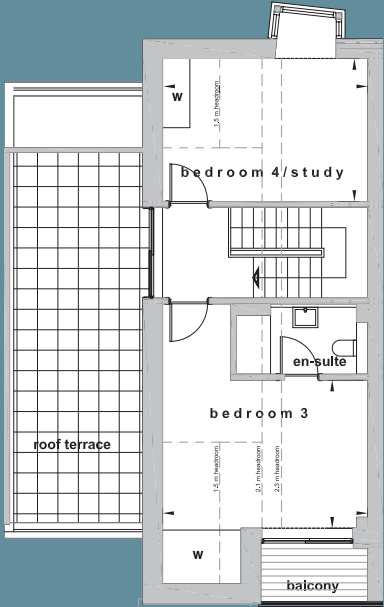 w
1.5 m headroom
bedroom 4/study
en-suite
bedroom 3
roof terrace
1.5 m headroom
2.1 m headroom
2.3 m headroom
w
balcony